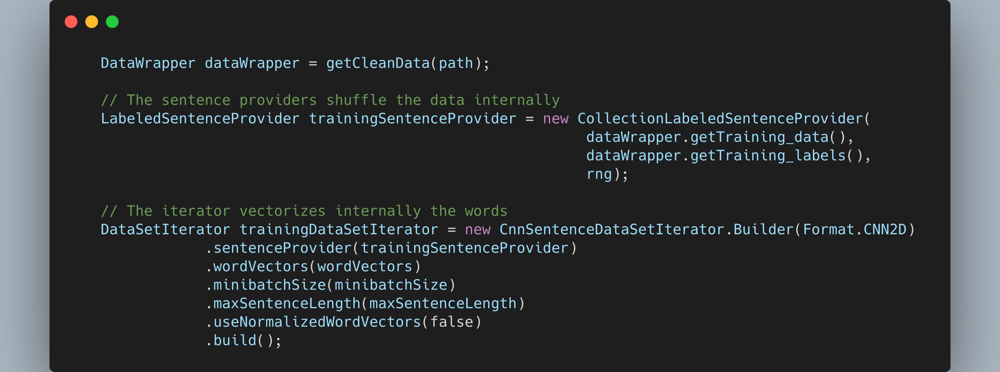 DataWrapper dataWrapper = getCleanData(path);
// The sentence providers shuffle the data internally
LabeledSentenceProvider trainingSentenceProvider = new CollectionLabeledSentenceProvider(
dataWrapper.getTraining_data(),
dataWrapper.getTraining_labels(),
rng);
// The iterator vectorizes internally the words
DataSetIterator trainingDataSetIterator = new CnnSentenceDataSetIterator.Builder(Format.CNN2D)
.sentenceProvider(trainingSentenceProvider)
.wordVectors(wordVectors)
.minibatchSize(minibatchSize)
.maxSentenceLength(maxSentenceLength)
.useNormalizedWordVectors(false)
.build();